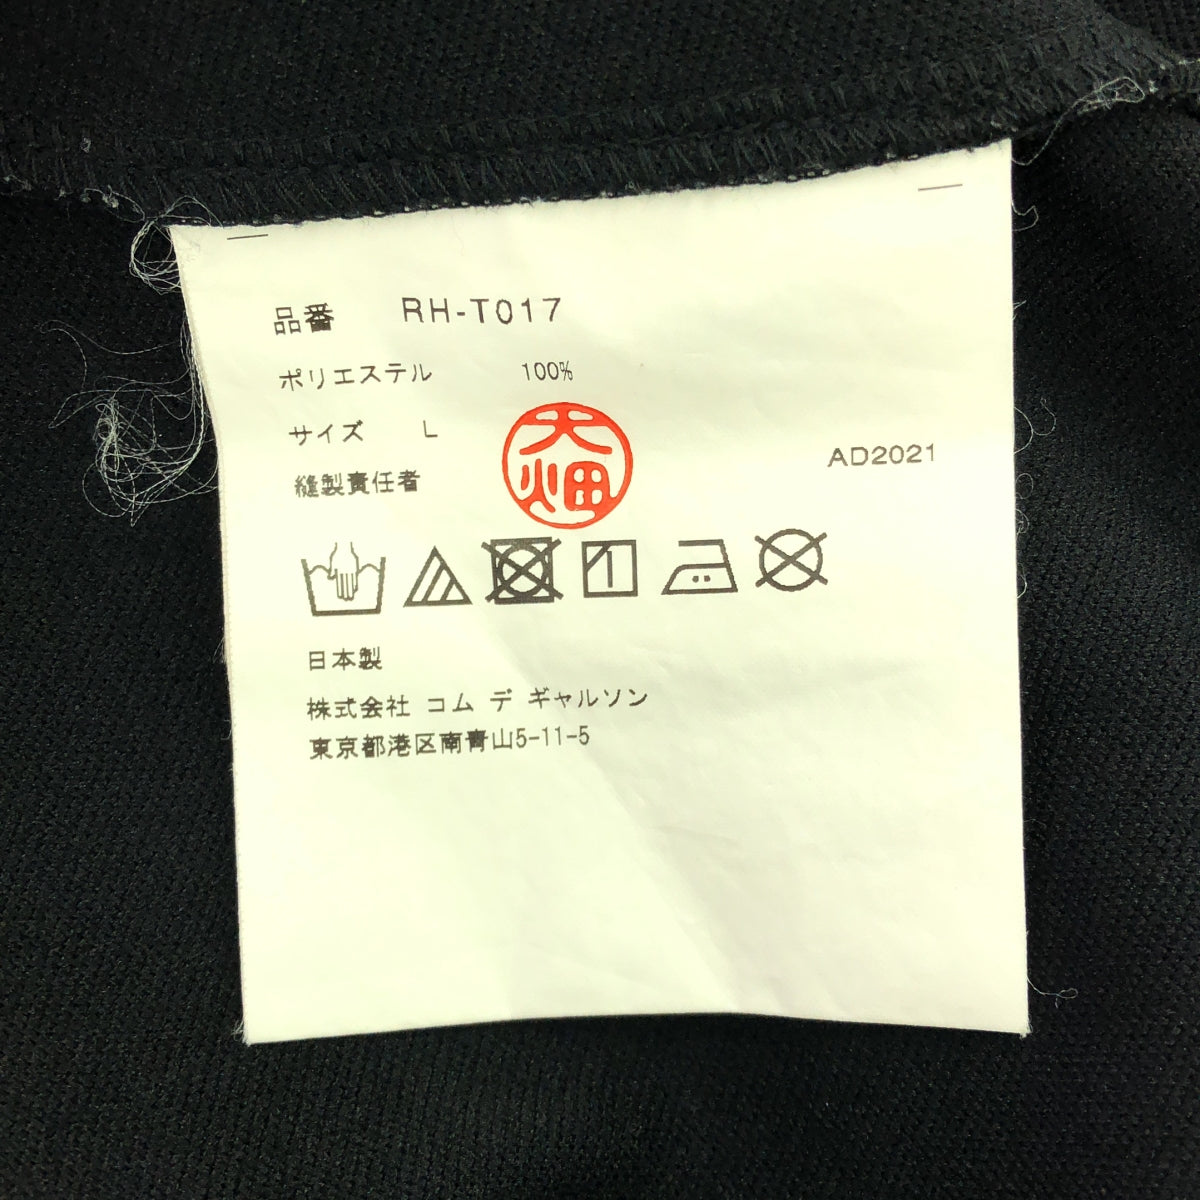 品番 RH-T017
ポリエステル 100%
サイズ L
縫製責任者 大畑
AD2021
日本製
株式会社 コム デ ギャルソン
東京都港区南青山5-11-5